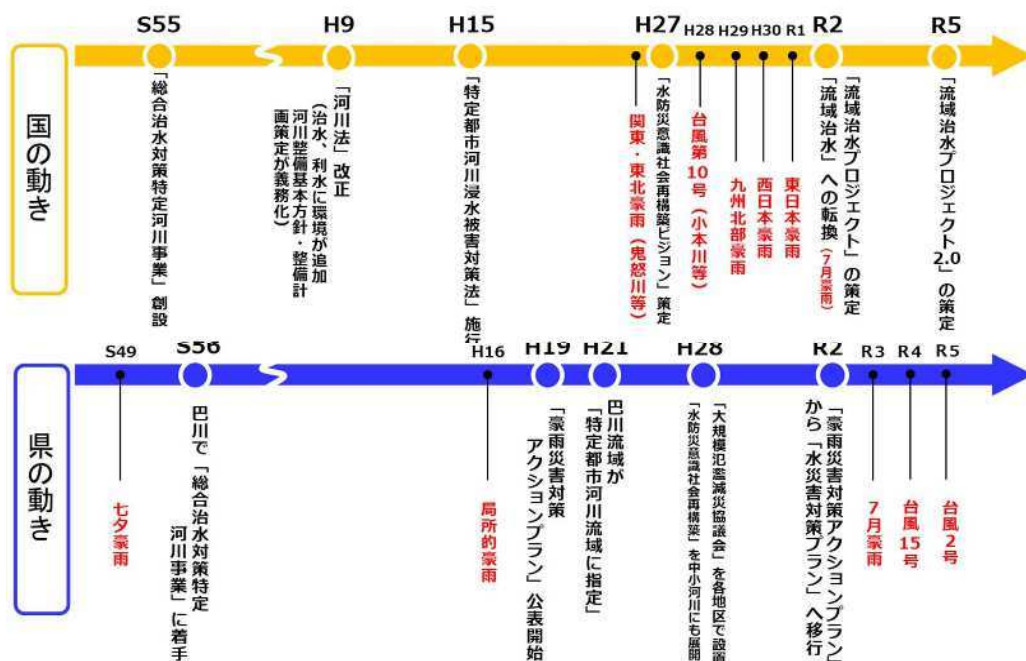 国の動き
S55
「総合治水対策特定河川事業」創設
H9
「河川法」改正
（治水、利水に環境が追加
河川整備基本方針・整備計
画策定が義務化）
H15
「特定都市河川浸水被害対策法」施行
関東・東北豪雨（鬼怒川等）
H27
「水防災意識社会再構築ビジョン」策定
H28
台風第10号（小本川等）
H29
九州北部豪雨
H30
西日本豪雨
R1
東日本豪雨
R2
「流域治水プロジェクト」の策定
「流域治水」への転換（7月豪雨）
R5
「流域治水プロジェクト2.0」の策定
県の動き
S49
七夕豪雨
S56
巴川で「総合治水対策特定
河川事業」に着手
H16
局所的豪雨
H19
「豪雨災害対策
アクションプラン」公表開始
H21
巴川流域が
「特定都市河川流域に指定」
H28
「大規模氾濫減災協議会」を各地区で設置
「水防災意識社会再構築」を中小河川にも展開
R2
「豪雨災害対策アクションプラン」
から「水災害対策プラン」へ移行
R3
7月豪雨
R4
台風15号
R5
台風2号